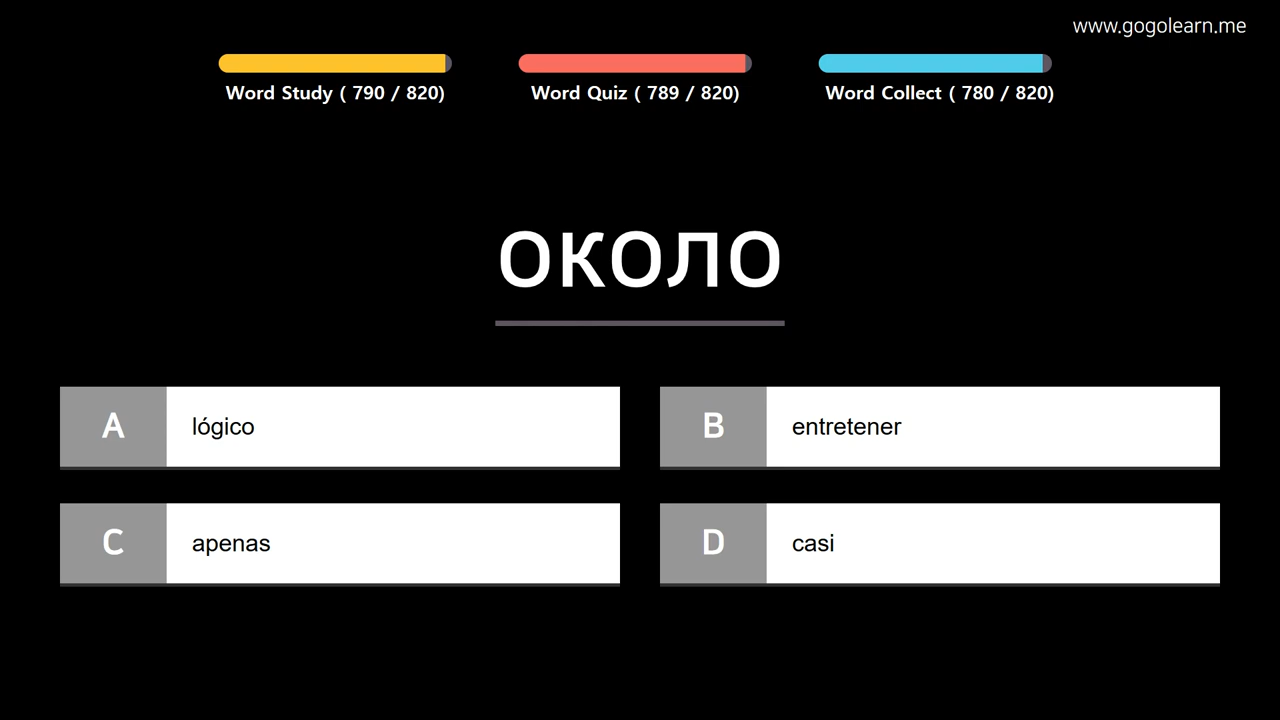 www.gogolearn.me
Word Study ( 790 / 820)
Word Quiz ( 789 / 820)
Word Collect ( 780 / 820)
около
A lógico
B entretener
C apenas
D casi